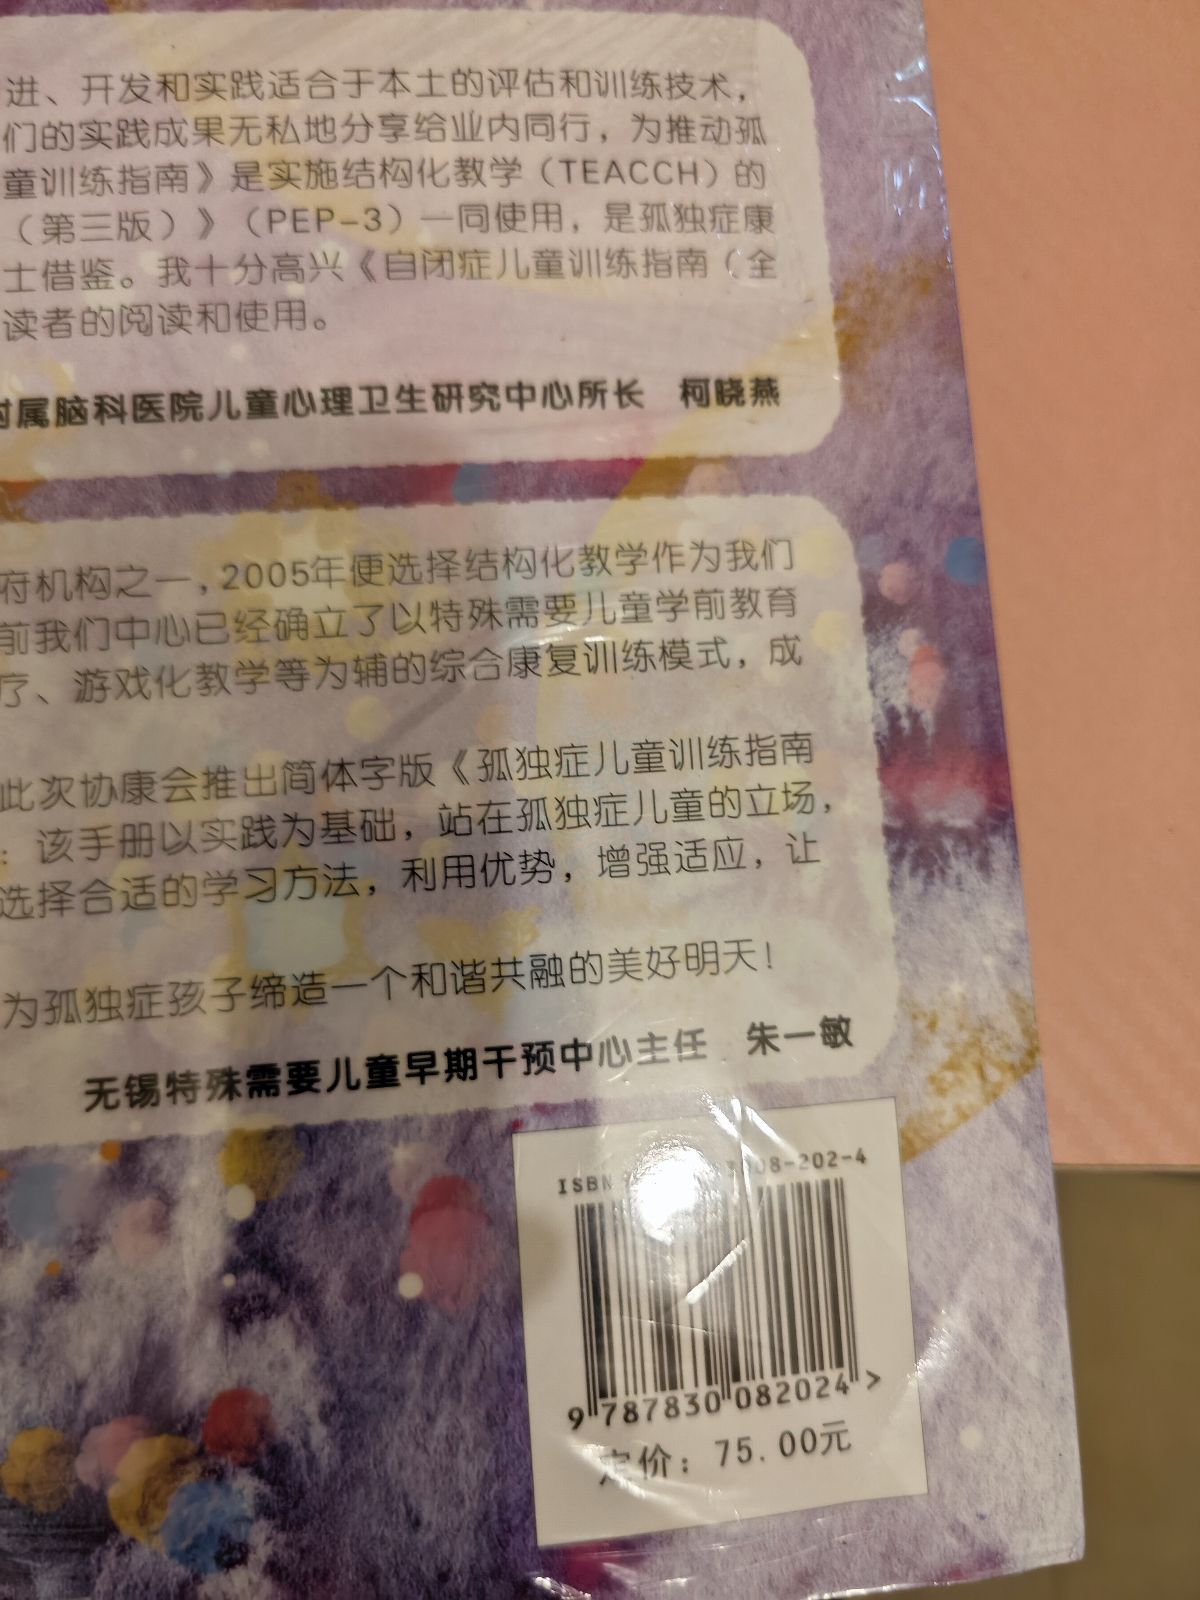 进、开发和实践适合于本土的评估和训练技术，
们的实践成果无私地分享给业内同行，为推动孤
童训练指南》是实施结构化教学（TEACCH）的
（第三版）》（PEP-3）一同使用，是孤独症康
士借鉴。我十分高兴《自闭症儿童训练指南（全
读者的阅读和使用。
附属脑科医院儿童心理卫生研究中心所长 柯晓燕
府机构之一，2005年便选择结构化教学作为我们
前我们中心已经确立了以特殊需要儿童学前教育
疗、游戏化教学等为辅的综合康复训练模式，成
此次协康会推出简体字版《孤独症儿童训练指南
：该手册以实践为基础，站在孤独症儿童的立场，
选择合适的学习方法，利用优势，增强适应，让
为孤独症孩子缔造一个和谐共融的美好明天！
无锡特殊需要儿童早期干预中心主任 朱一敏
ISBN 08-202-4
9 787830 082024 >
定价：75.00元